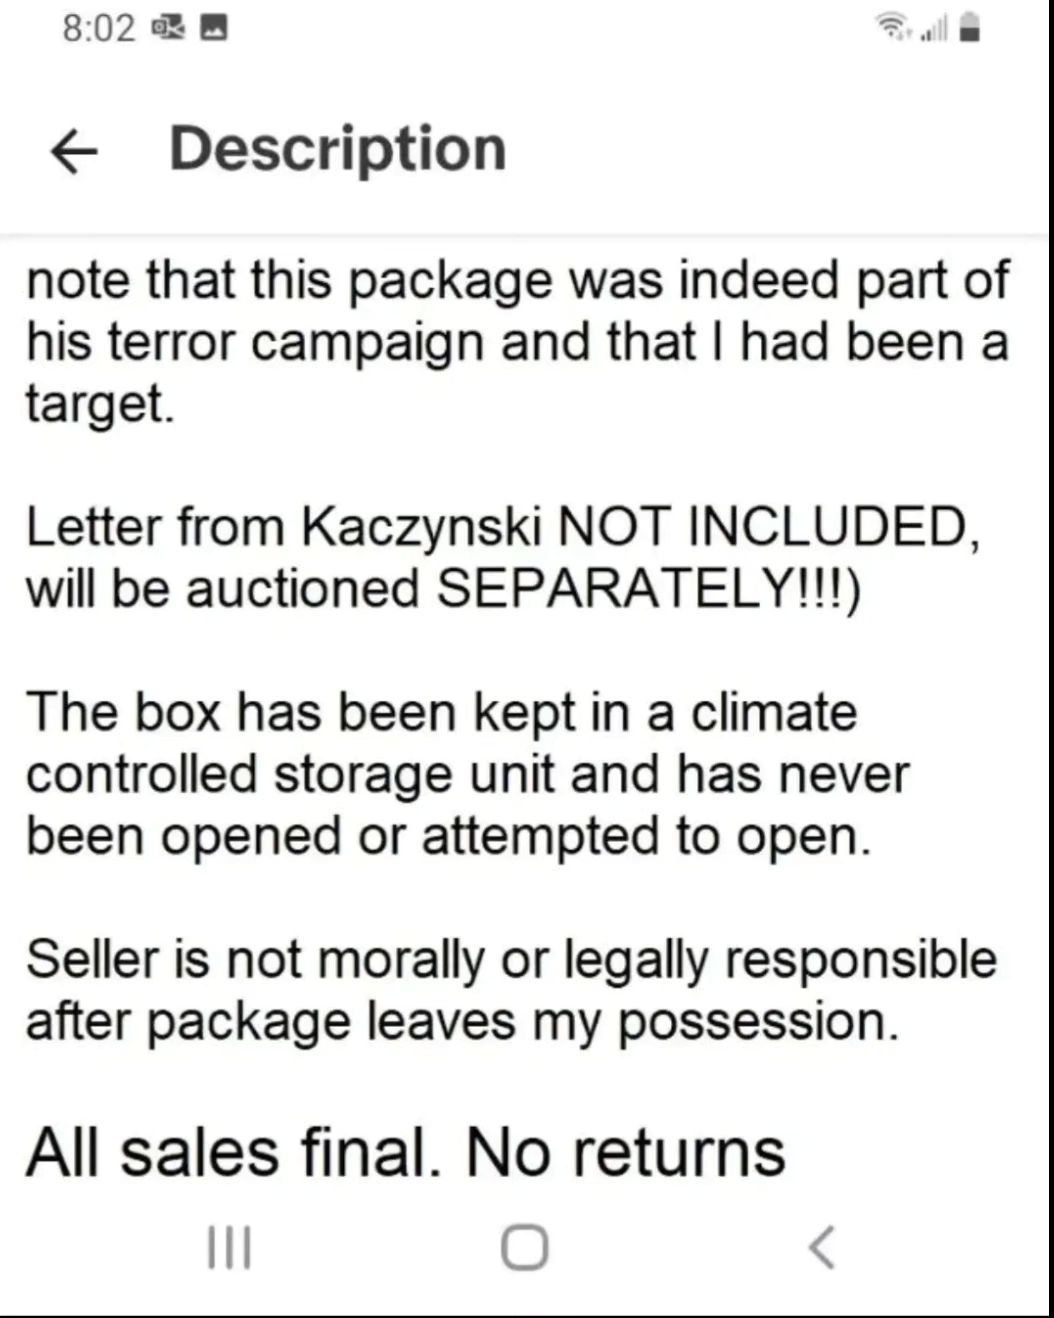 8:02
Description
note that this package was indeed part of
his terror campaign and that I had been a
target.
Letter from Kaczynski NOT INCLUDED,
will be auctioned SEPARATELY!!!)
The box has been kept in a climate
controlled storage unit and has never
been opened or attempted to open.
Seller is not morally or legally responsible
after package leaves my possession.
All sales final. No returns